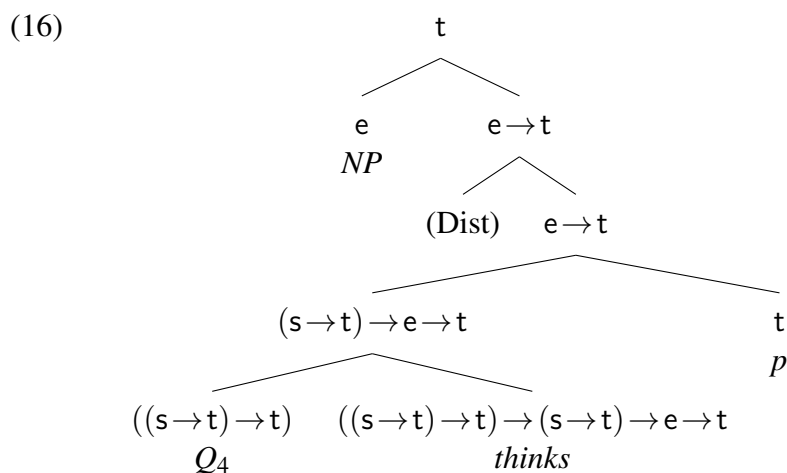 (16)
t
e e→t
NP
(Dist) e→t
(s→t)→e→t t
p
((s→t)→t) ((s→t)→t)→(s→t)→e→t
Q₄ thinks